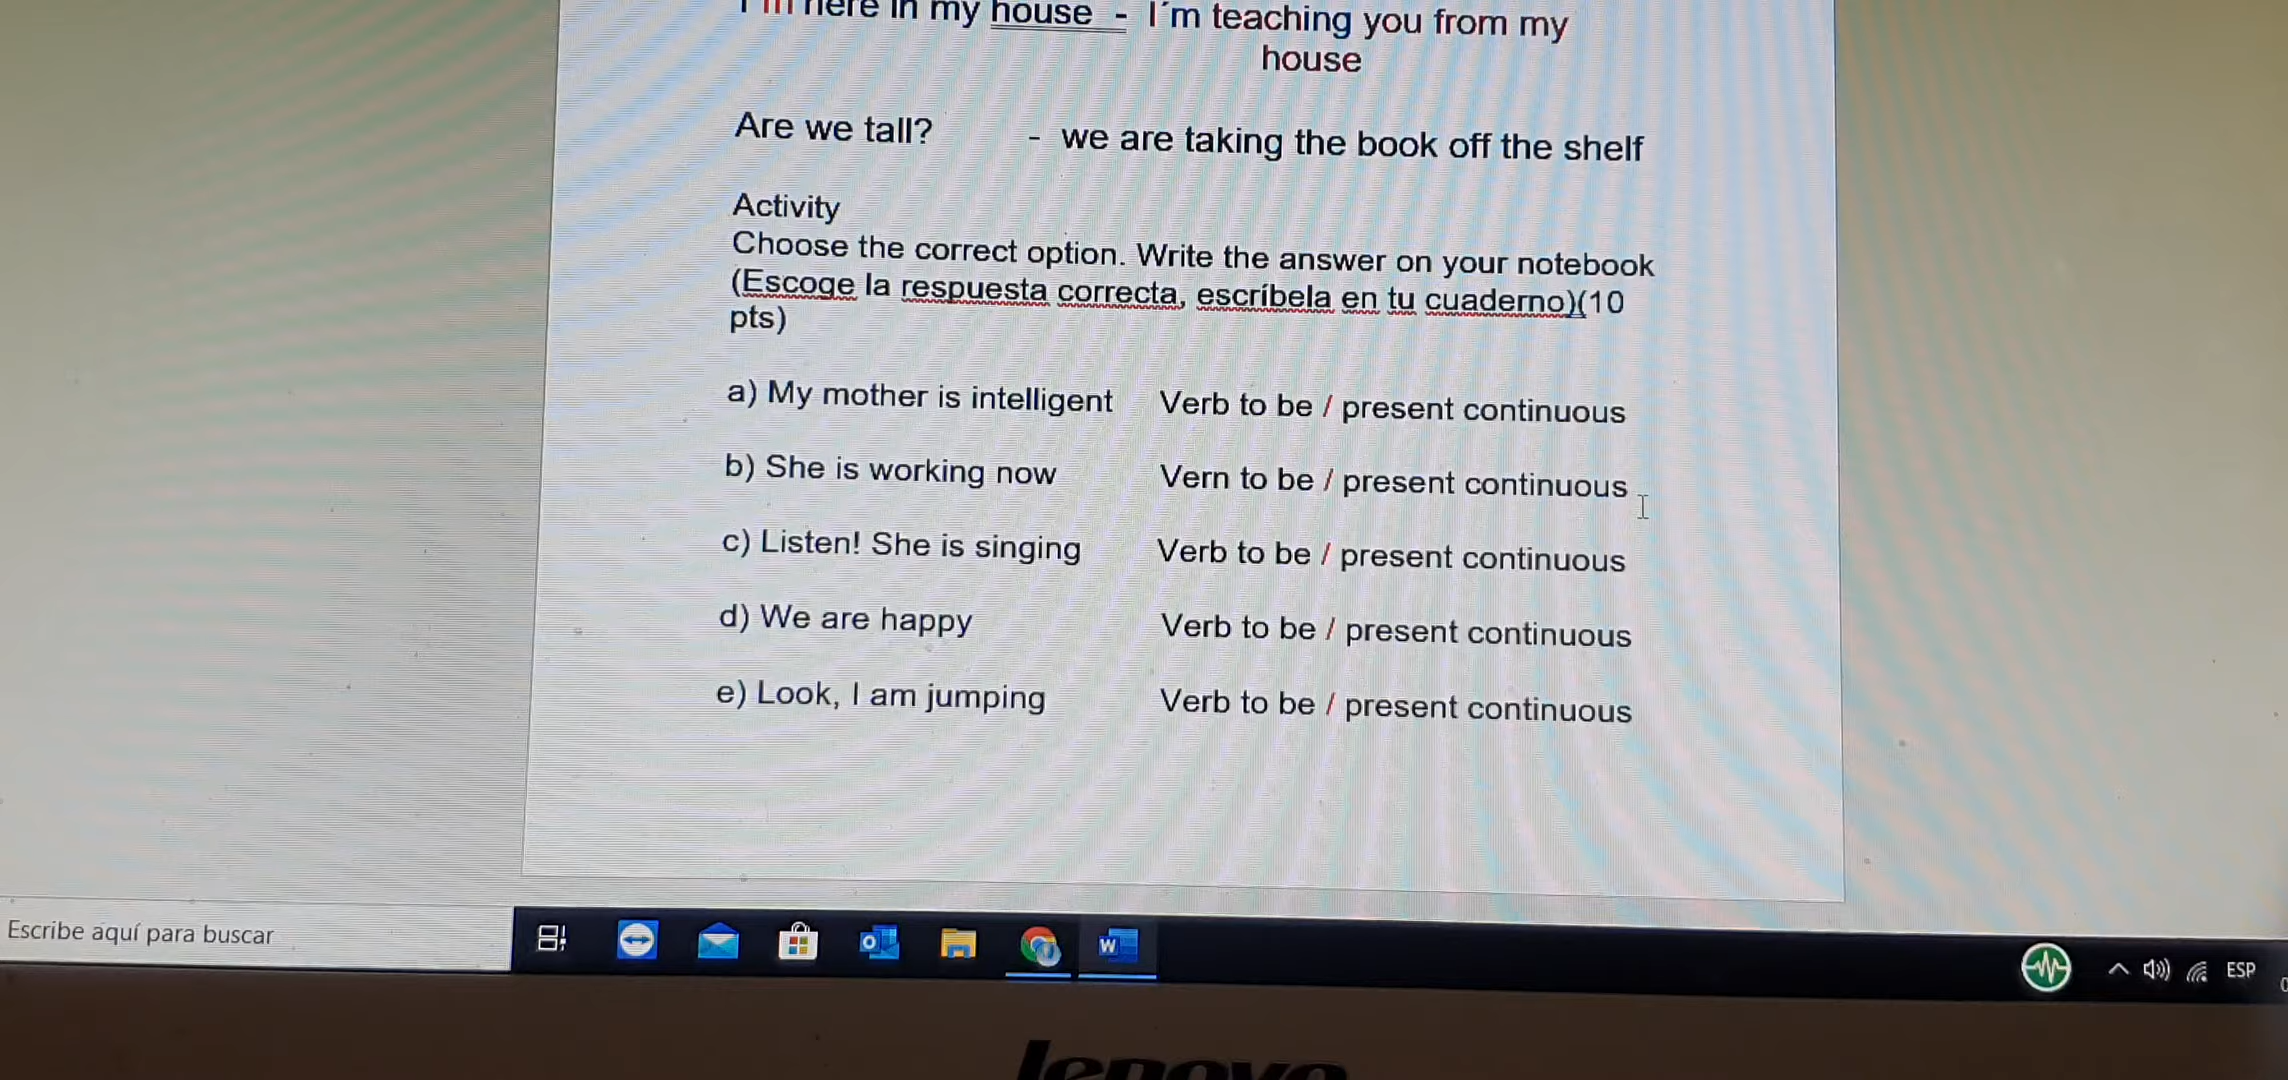 I'm here in my house - I´m teaching you from my
house
Are we tall? - we are taking the book off the shelf
Activity
Choose the correct option. Write the answer on your notebook
(Escoge la respuesta correcta, escríbela en tu cuaderno)(10
pts)
a) My mother is intelligent Verb to be / present continuous
b) She is working now Vern to be / present continuous
c) Listen! She is singing Verb to be / present continuous
d) We are happy Verb to be / present continuous
e) Look, I am jumping Verb to be / present continuous
Escribe aquí para buscar
ESP
lenovo